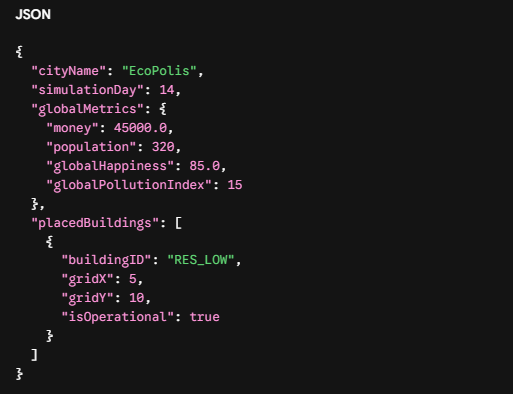 JSON
{
  "cityName": "EcoPolis",
  "simulationDay": 14,
  "globalMetrics": {
    "money": 45000.0,
    "population": 320,
    "globalHappiness": 85.0,
    "globalPollutionIndex": 15
  },
  "placedBuildings": [
    {
      "buildingID": "RES_LOW",
      "gridX": 5,
      "gridY": 10,
      "isOperational": true
    }
  ]
}